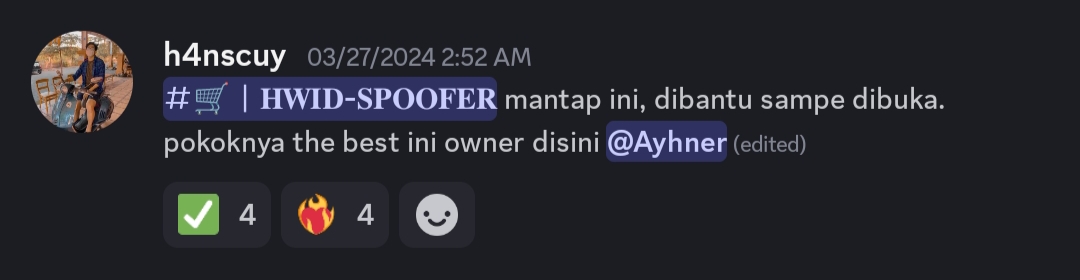 h4nscuy 03/27/2024 2:52 AM
#🛒 | 𝐇𝐖𝐈𝐃-𝐒𝐏𝐎𝐎𝐅𝐄𝐑 mantap ini, dibantu sampe dibuka.
pokoknya the best ini owner disini @Ayhner (edited)
✅ 4 ❤️‍🔥 4